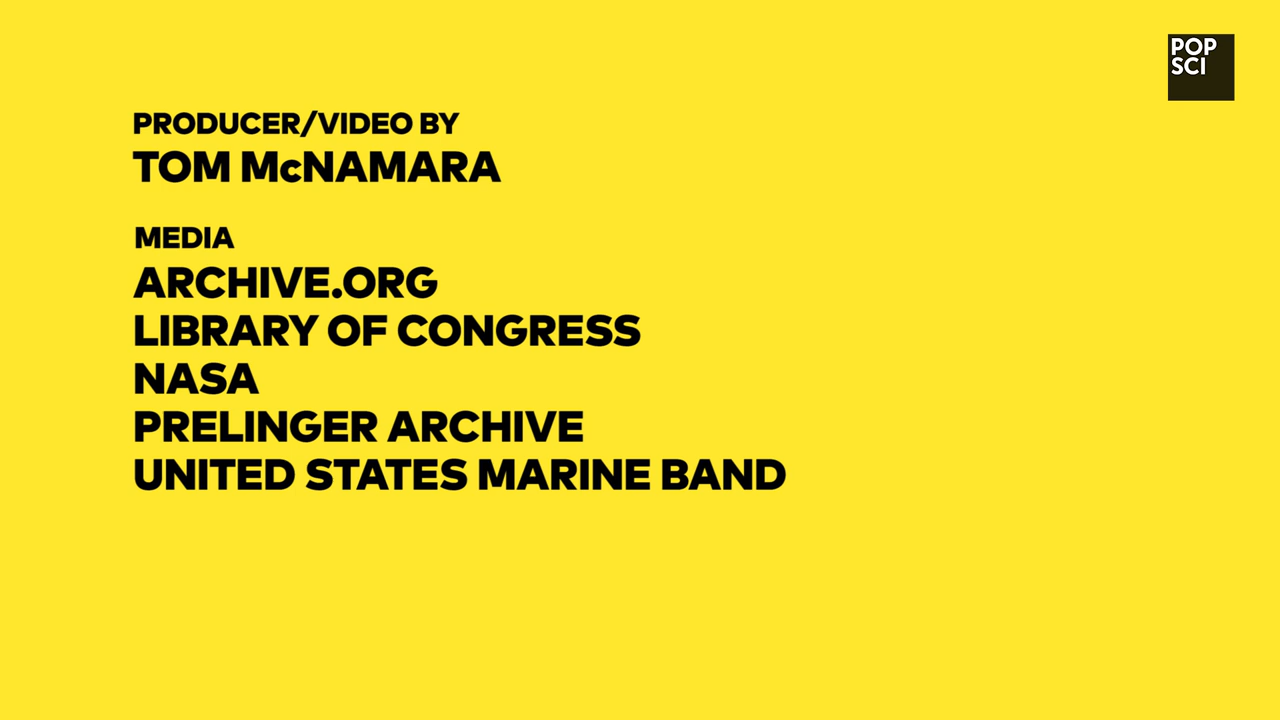 POP
SCI
PRODUCER/VIDEO BY
TOM McNAMARA
MEDIA
ARCHIVE.ORG
LIBRARY OF CONGRESS
NASA
PRELINGER ARCHIVE
UNITED STATES MARINE BAND